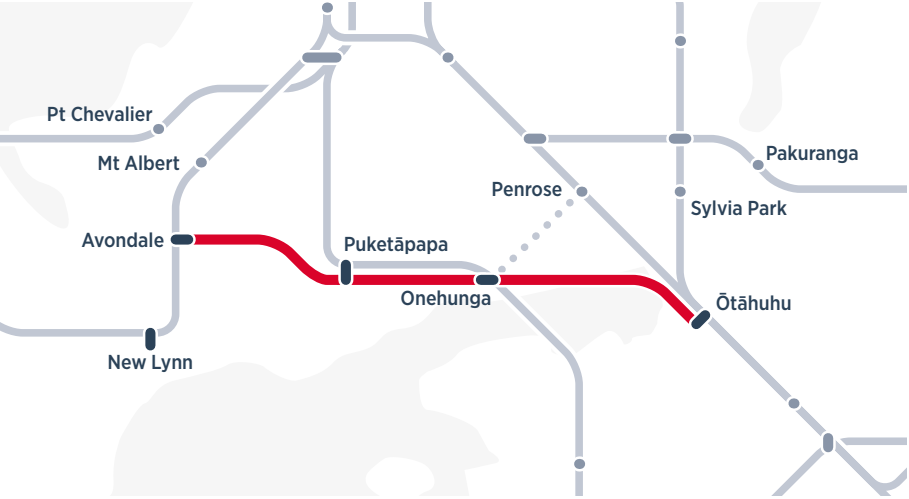 Pt Chevalier
Mt Albert
Pakuranga
Penrose
Sylvia Park
Avondale
Puketāpapa
Onehunga
Ōtāhuhu
New Lynn